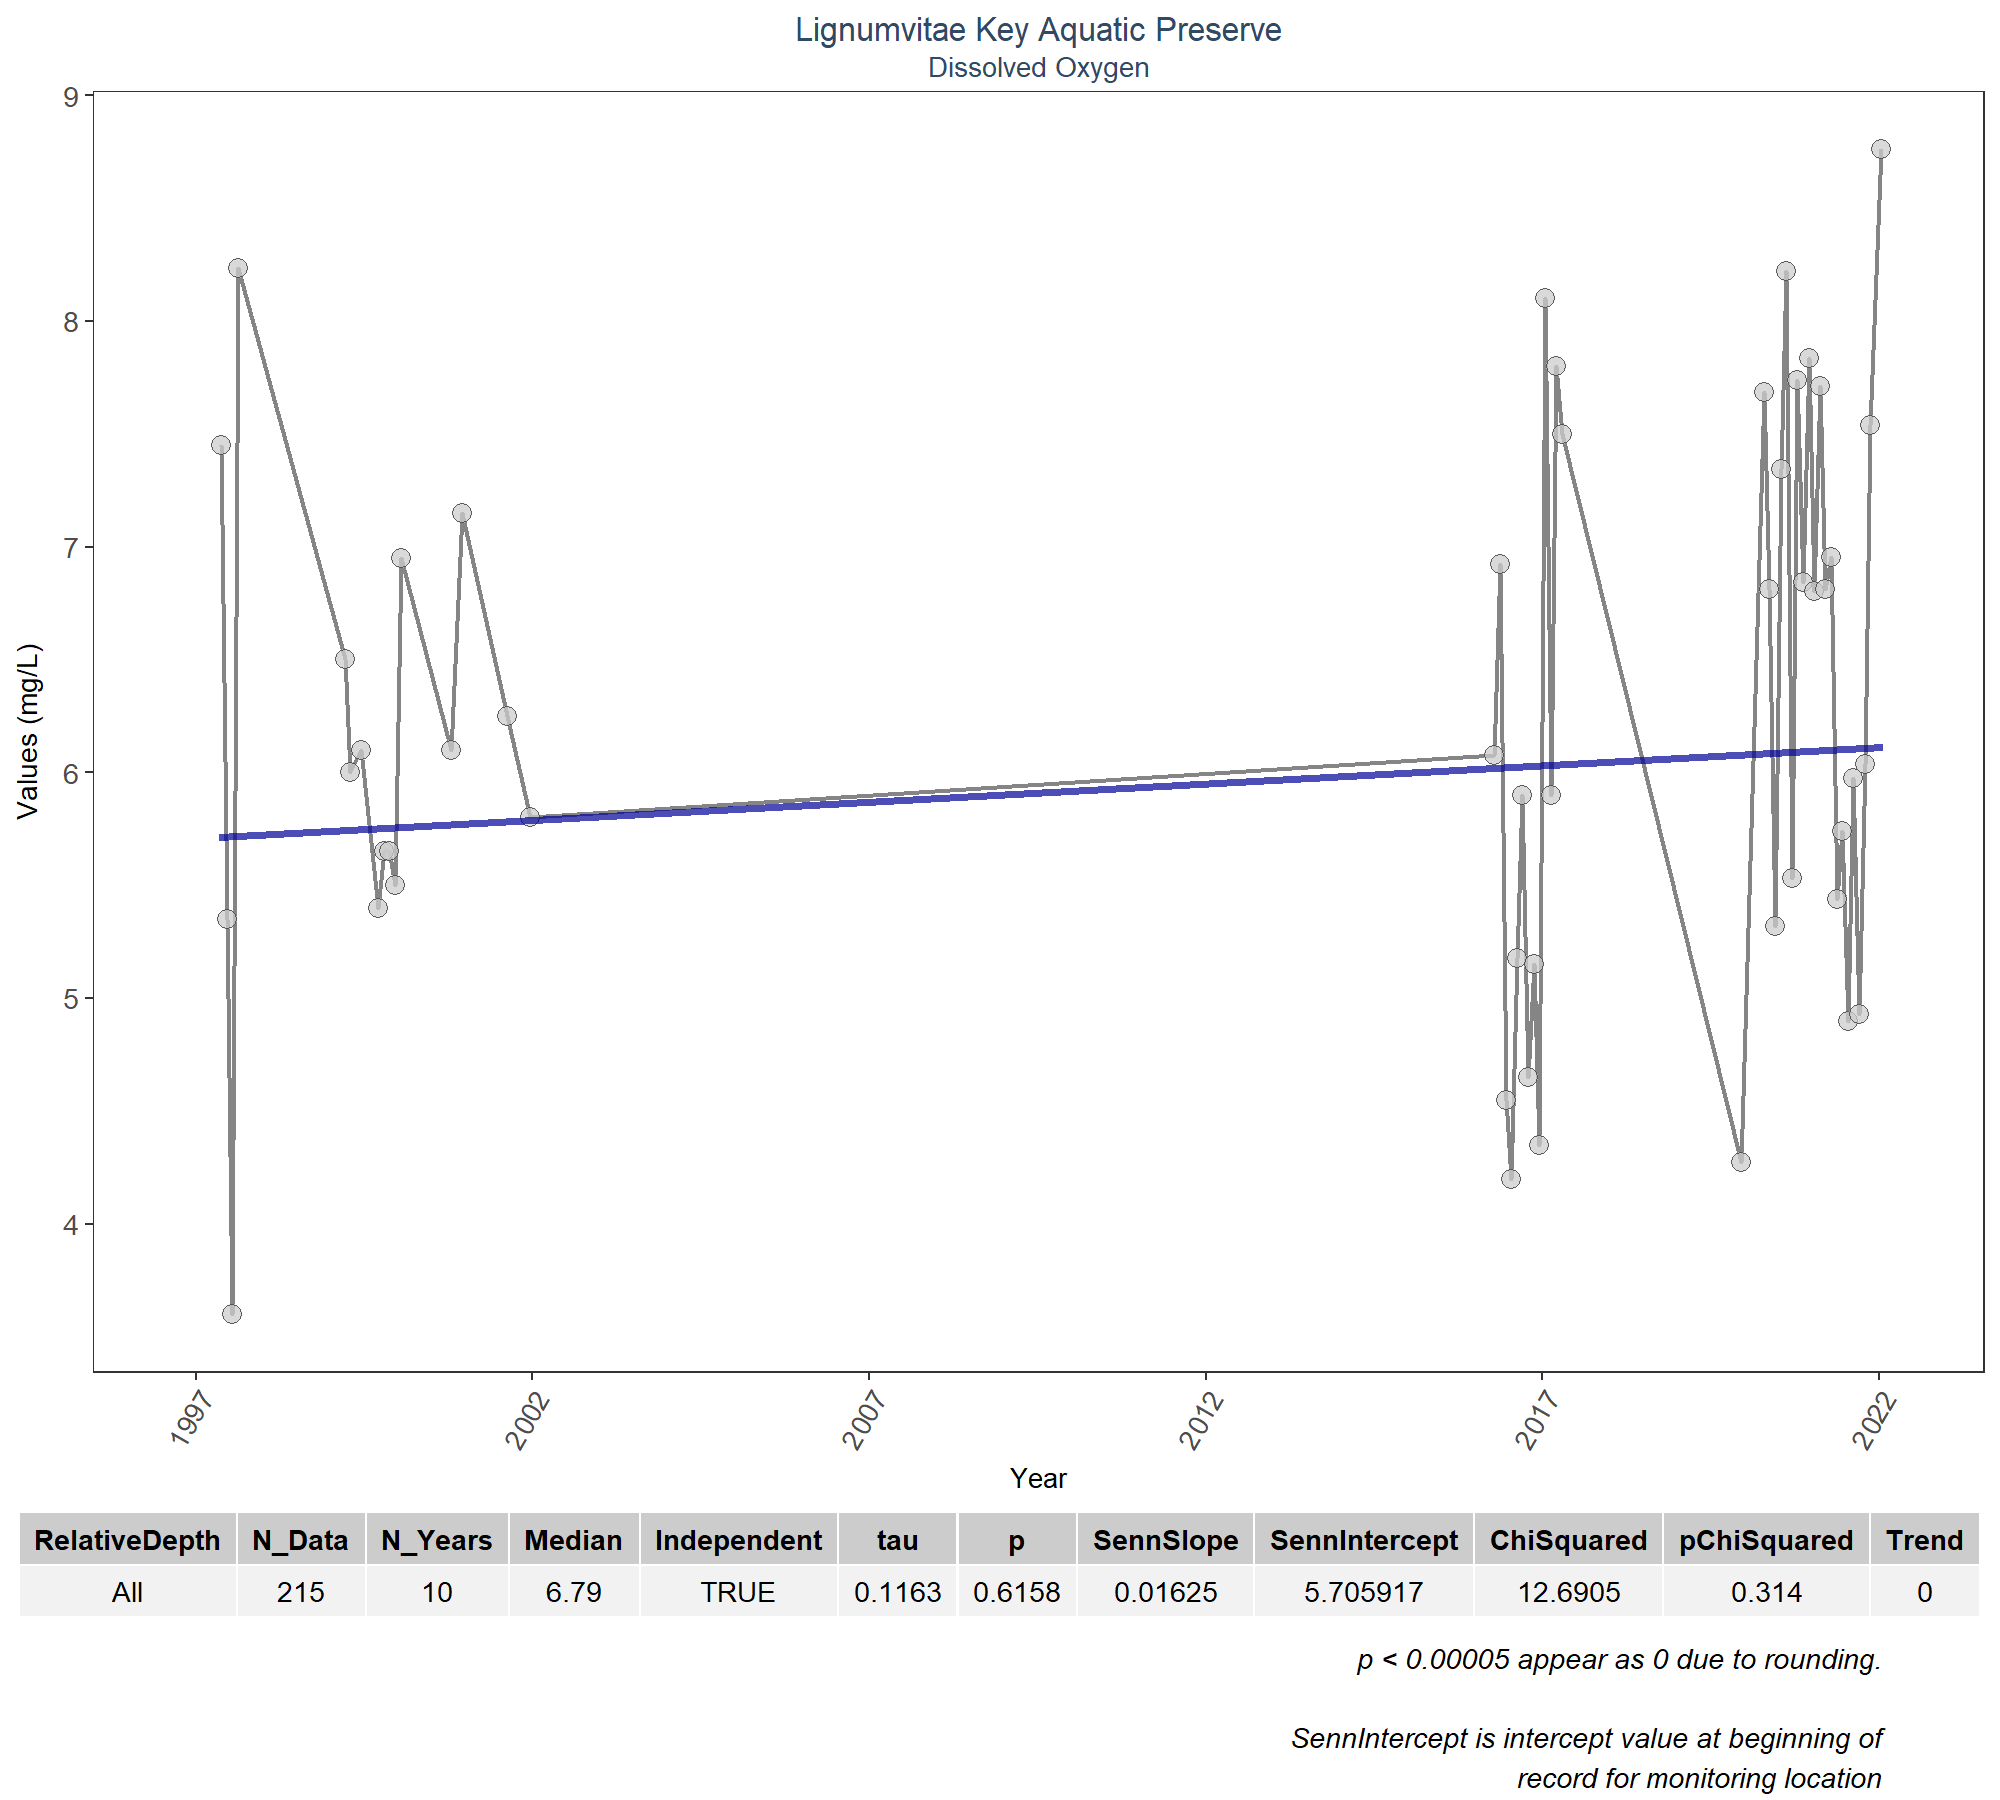 Lignumvitae Key Aquatic Preserve
Dissolved Oxygen
9
8
7
6
5
4
Values (mg/L)
1997
2002
2007
2012
2017
2022
Year
RelativeDepth N_Data N_Years Median Independent tau p SennSlope SennIntercept ChiSquared pChiSquared Trend
All 215 10 6.79 TRUE 0.1163 0.6158 0.01625 5.705917 12.6905 0.314 0
p < 0.00005 appear as 0 due to rounding.
SennIntercept is intercept value at beginning of
record for monitoring location